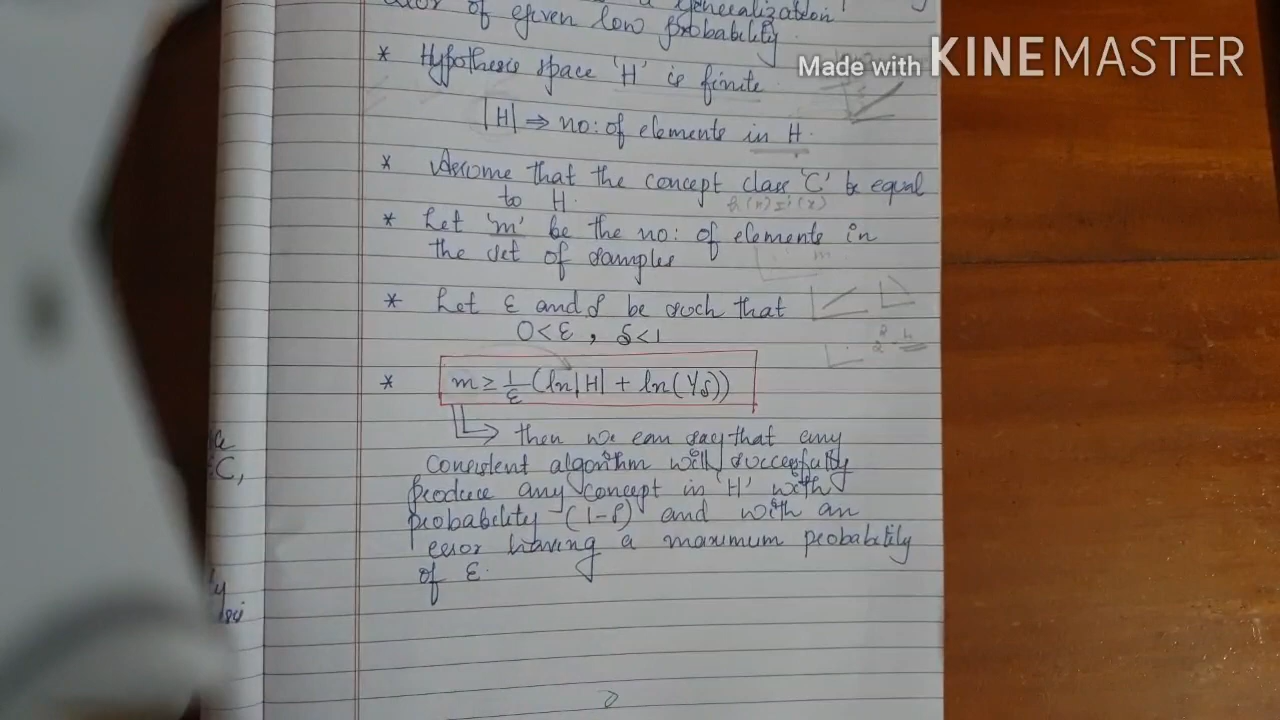 of given low probability
Made with KINEMASTER
* Hypothesis space 'H' is finite
|H| ⇒ no: of elements in H.
* Assume that the concept class 'C' be equal
to H.
* Let 'm' be the no: of elements in
the set of samples
* Let ε and δ be such that
0<ε , δ<1
* m ≥ 1/ε (ln|H| + ln(1/δ))
then we can say that any
consistent algorithm will successfully
produce any concept in 'H' with
probability (1-δ) and with an
error having a maximum probability
of ε.
C,